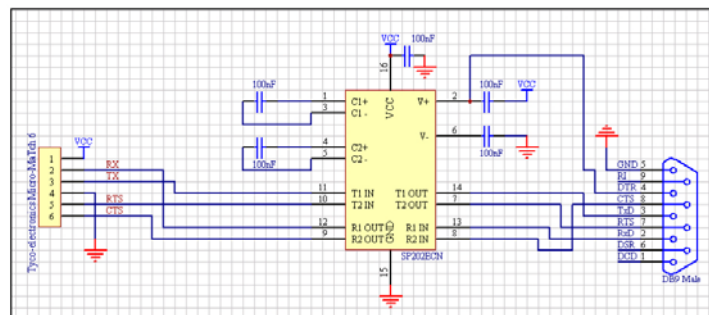 VCC
100nF
16
100nF
1 C1+
3 C1-
VCC
V+ 2
100nF
VCC
4 C2+
5 C2-
100nF
V- 6
100nF
Tyco-electronics Micro-MaTch 6
VCC
1
2 RX
3 TX
4
5 RTS
6 CTS
11 T1 IN
10 T2 IN
T1 OUT 14
T2 OUT 7
12 R1 OUT
9 R2 OUT
GND
R1 IN 13
R2 IN 8
15
SP202ECN
GND 5
RI 9
DTR 4
CTS 8
TxD 3
RTS 7
RxD 2
DSR 6
DCD 1
DB9 Male